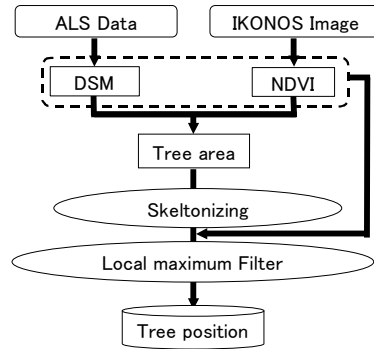 ALS Data
IKONOS Image
DSM
NDVI
Tree area
Skeltonizing
Local maximum Filter
Tree position